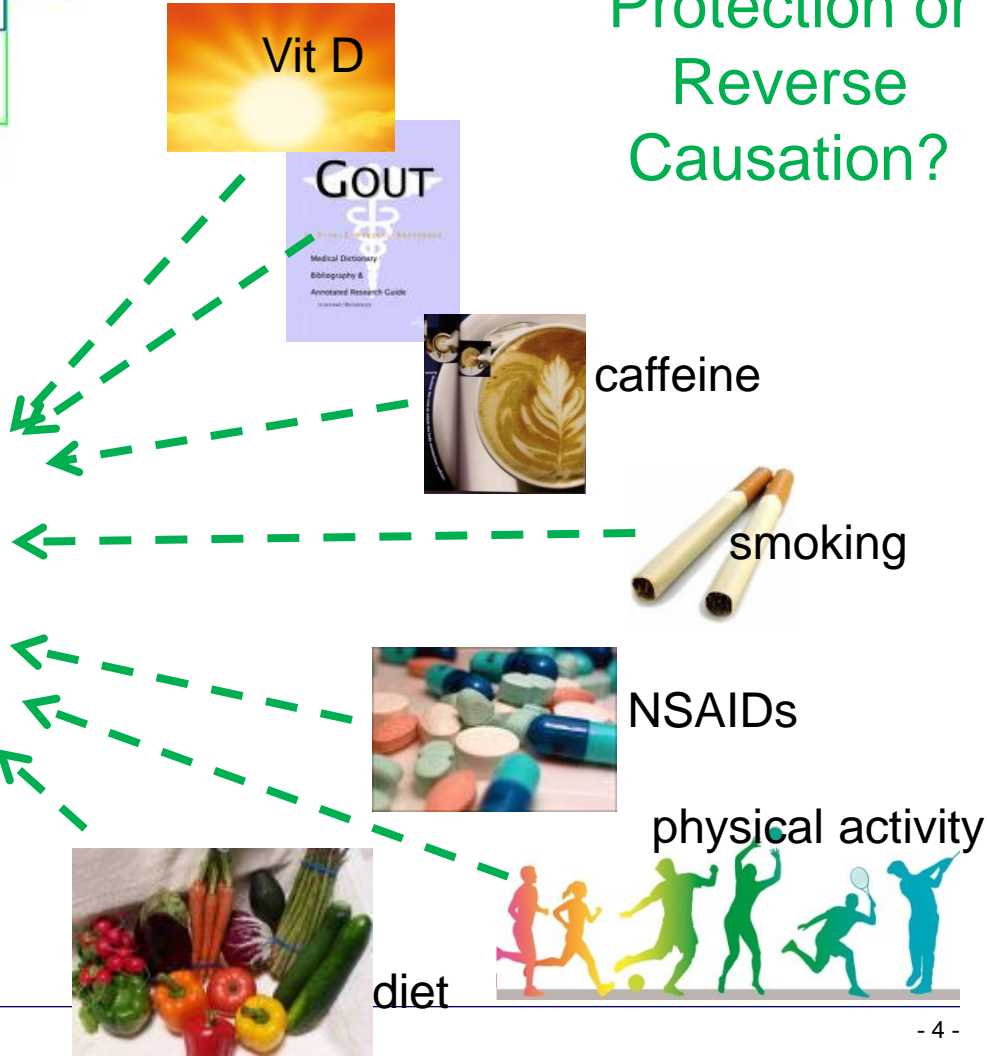 Protection or
Reverse
Causation?
Vit D
GOUT
Medical Dictionary
Bibliography &
Annotated Research Guide
caffeine
smoking
NSAIDs
physical activity
diet
- 4 -